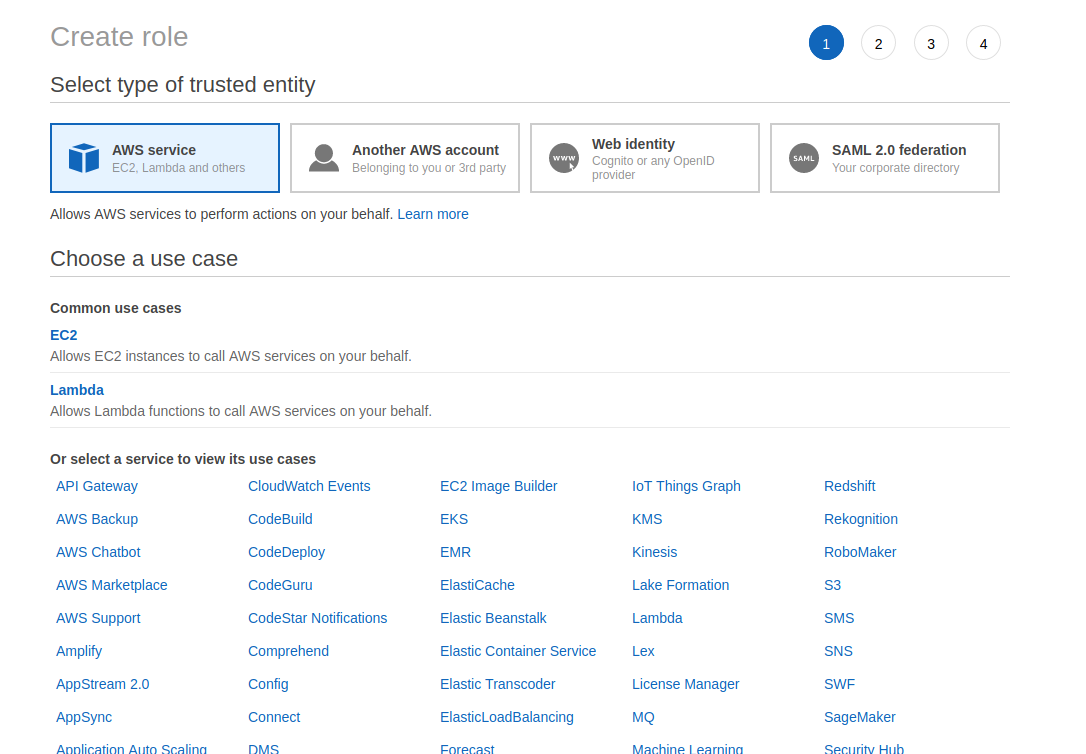 Create role
1 2 3 4
Select type of trusted entity
AWS service
EC2, Lambda and others
Another AWS account
Belonging to you or 3rd party
WWW
Web identity
Cognito or any OpenID
provider
SAML
SAML 2.0 federation
Your corporate directory
Allows AWS services to perform actions on your behalf. Learn more
Choose a use case
Common use cases
EC2
Allows EC2 instances to call AWS services on your behalf.
Lambda
Allows Lambda functions to call AWS services on your behalf.
Or select a service to view its use cases
API Gateway CloudWatch Events EC2 Image Builder IoT Things Graph Redshift
AWS Backup CodeBuild EKS KMS Rekognition
AWS Chatbot CodeDeploy EMR Kinesis RoboMaker
AWS Marketplace CodeGuru ElastiCache Lake Formation S3
AWS Support CodeStar Notifications Elastic Beanstalk Lambda SMS
Amplify Comprehend Elastic Container Service Lex SNS
AppStream 2.0 Config Elastic Transcoder License Manager SWF
AppSync Connect ElasticLoadBalancing MQ SageMaker
Application Auto Scaling DMS Forecast Machine Learning Security Hub